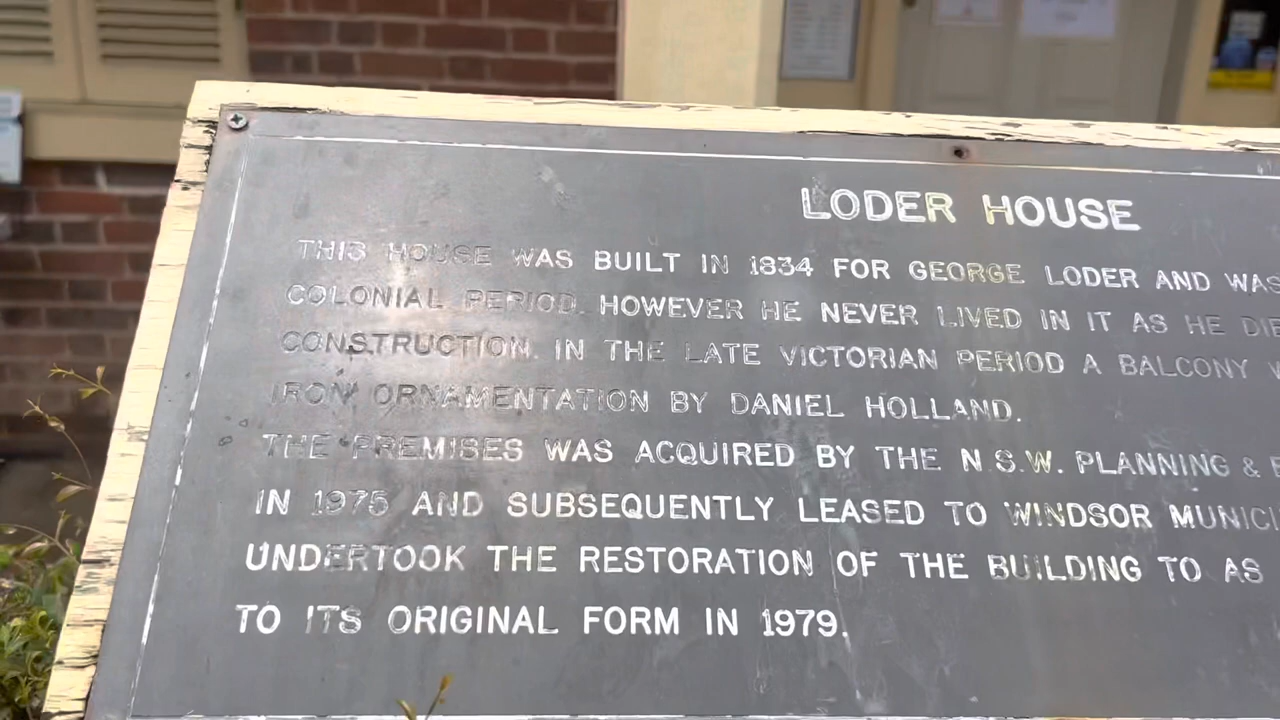 LODER HOUSE
THIS HOUSE WAS BUILT IN 1834 FOR GEORGE LODER AND WAS
COLONIAL PERIOD. HOWEVER HE NEVER LIVED IN IT AS HE DIE
CONSTRUCTION. IN THE LATE VICTORIAN PERIOD A BALCONY
IRON ORNAMENTATION BY DANIEL HOLLAND.
THE PREMISES WAS ACQUIRED BY THE N.S.W. PLANNING &
IN 1975 AND SUBSEQUENTLY LEASED TO WINDSOR MUNICI
UNDERTOOK THE RESTORATION OF THE BUILDING TO AS
TO ITS ORIGINAL FORM IN 1979.